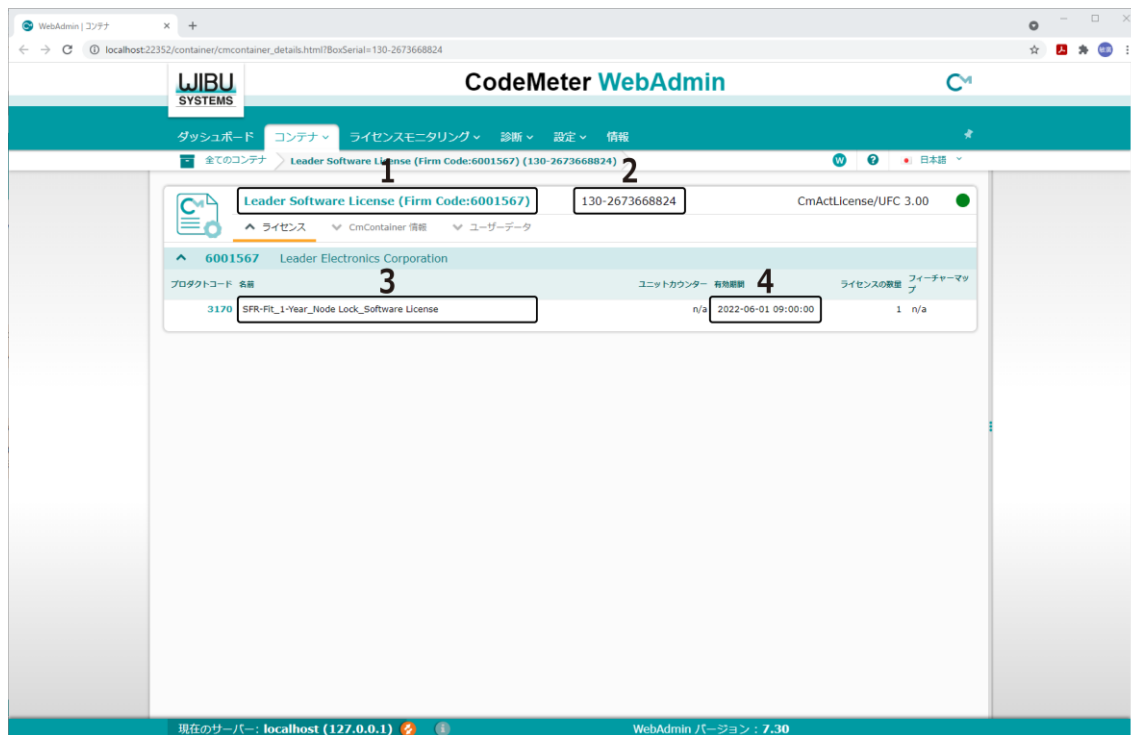 WebAdmin | コンテナ
localhost:22352/container/cmcontainer_details.html?BoxSerial=130-2673668824
WIBU
SYSTEMS
CodeMeter WebAdmin
ダッシュボード コンテナ ライセンスモニタリング 診断 設定 情報
全てのコンテナ Leader Software License (Firm Code:6001567) (130-2673668824) W ? 日本語
1 2
Leader Software License (Firm Code:6001567) 130-2673668824 CmActLicense/UFC 3.00
ライセンス CmContainer 情報 ユーザーデータ
6001567 Leader Electronics Corporation
3 4
プロダクトコード 名前 ユニットカウンター 有効期間 ライセンスの数量 フィーチャーマップ
3170 SFR-Fit_1-Year_Node Lock_Software License n/a 2022-06-01 09:00:00 1 n/a
現在のサーバー: localhost (127.0.0.1) WebAdmin バージョン : 7.30